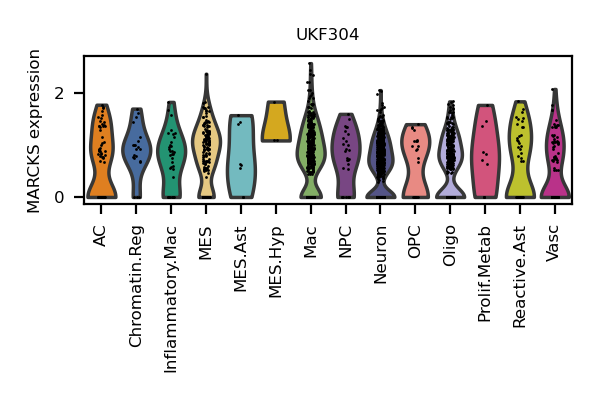 UKF304
MARCKS expression
2
0
AC
Chromatin.Reg
Inflammatory.Mac
MES
MES.Ast
MES.Hyp
Mac
NPC
Neuron
OPC
Oligo
Prolif.Metab
Reactive.Ast
Vasc